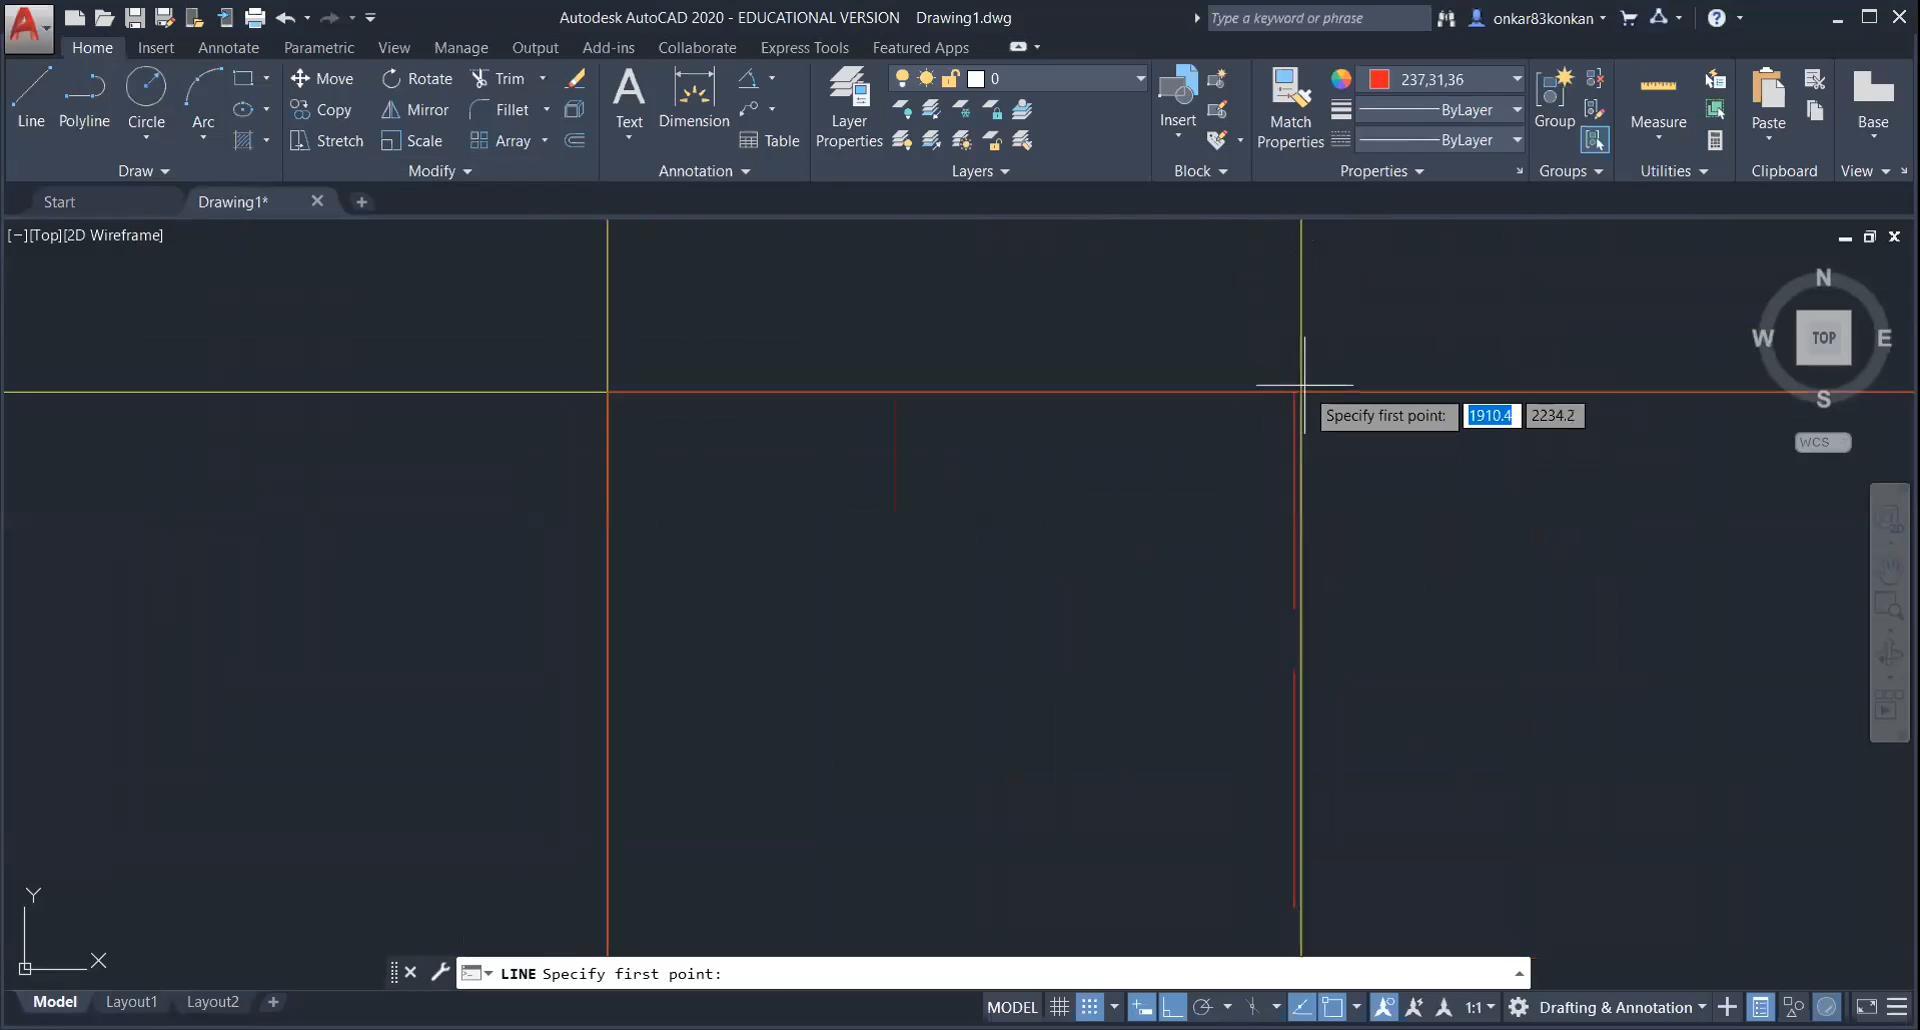 Autodesk AutoCAD 2020 - EDUCATIONAL VERSION Drawing1.dwg
Type a keyword or phrase
onkar83konkan
Home Insert Annotate Parametric View Manage Output Add-ins Collaborate Express Tools Featured Apps
Line Polyline Circle Arc
Move Rotate Trim
Copy Mirror Fillet
Stretch Scale Array
Text Dimension
Table
Layer Properties
0
Insert
Match Properties
237,31,36
ByLayer
ByLayer
Group
Measure
Paste
Base
Draw Modify Annotation Layers Block Properties Groups Utilities Clipboard View
Start Drawing1*
[−][Top][2D Wireframe]
N
W TOP E
S
WCS
Specify first point: 1910.4 2234.2
Y
X
LINE Specify first point:
Model Layout1 Layout2
MODEL 1:1 Drafting & Annotation